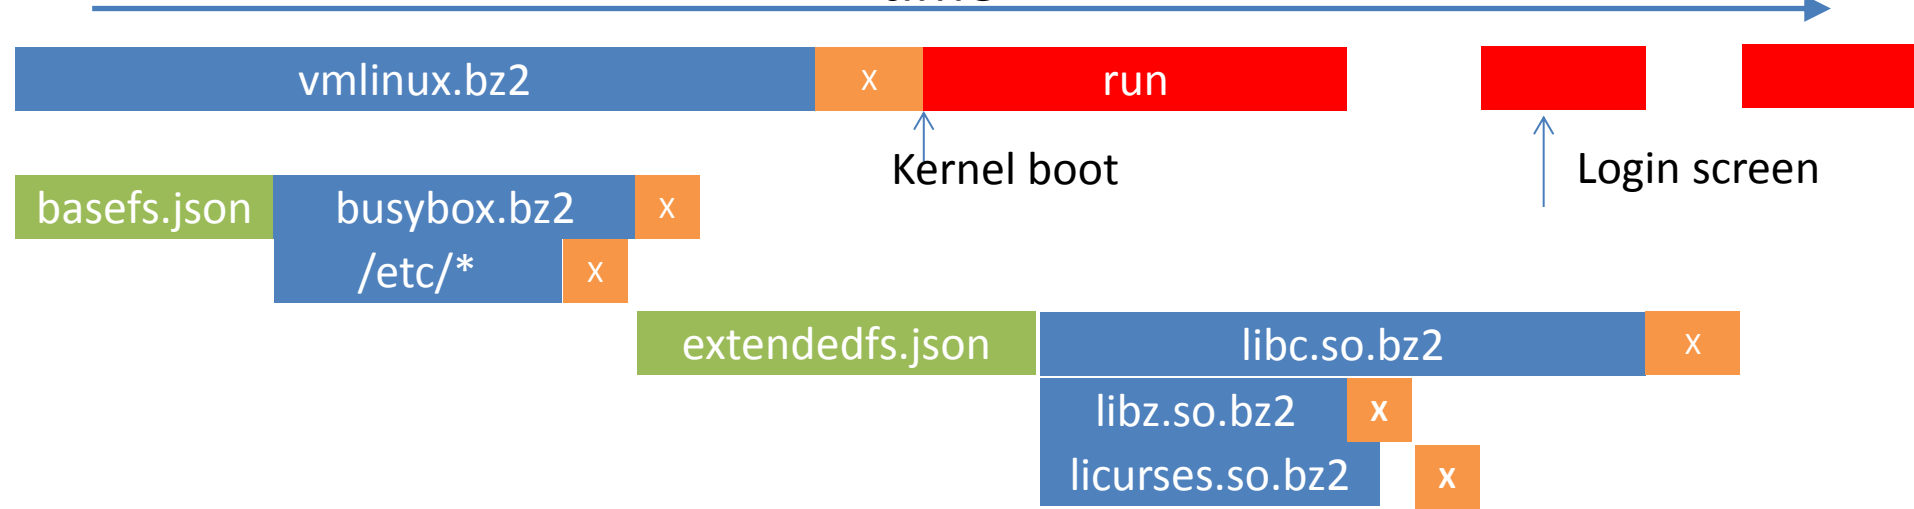 vmlinux.bz2 x run
Kernel boot Login screen
basefs.json busybox.bz2 x
/etc/* x
extendedfs.json libc.so.bz2 x
libz.so.bz2 x
licurses.so.bz2 x